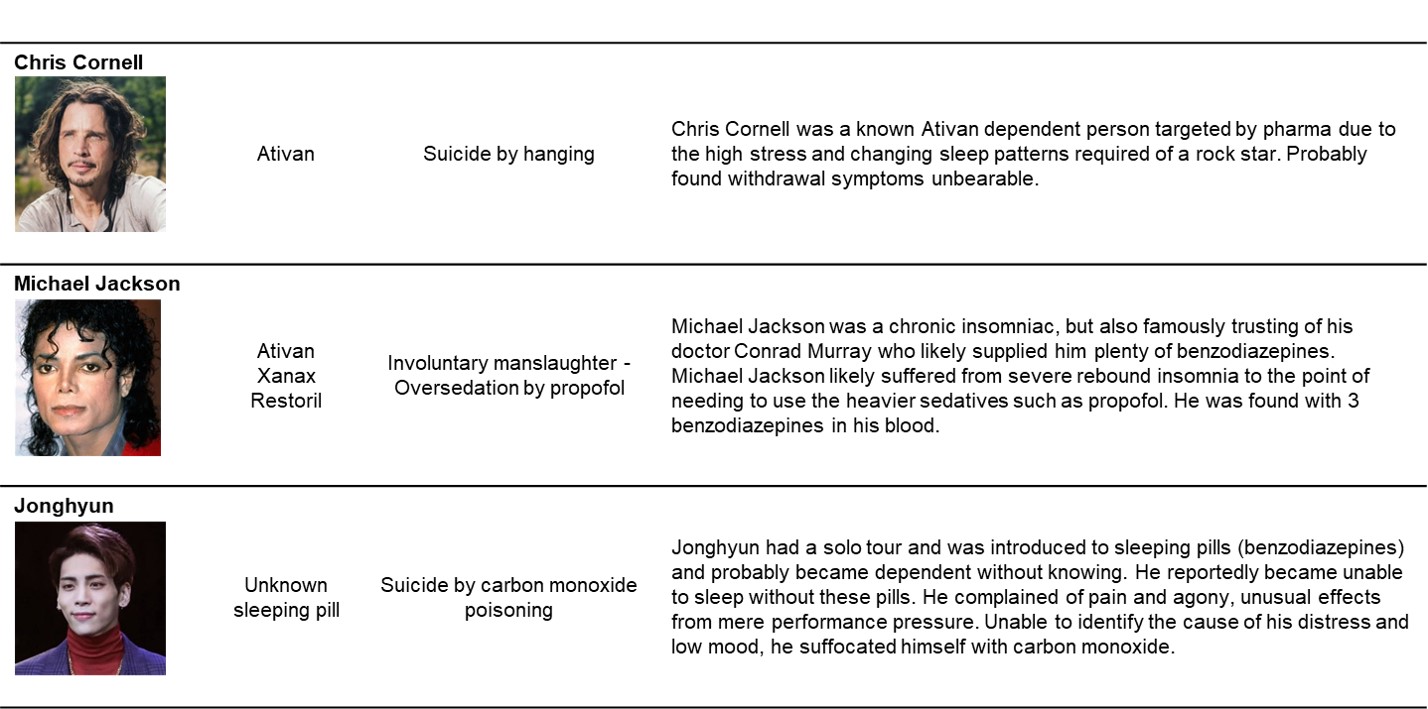 Chris Cornell
Ativan
Suicide by hanging
Chris Cornell was a known Ativan dependent person targeted by pharma due to
the high stress and changing sleep patterns required of a rock star. Probably
found withdrawal symptoms unbearable.
Michael Jackson
Ativan
Xanax
Restoril
Involuntary manslaughter -
Oversedation by propofol
Michael Jackson was a chronic insomniac, but also famously trusting of his
doctor Conrad Murray who likely supplied him plenty of benzodiazepines.
Michael Jackson likely suffered from severe rebound insomnia to the point of
needing to use the heavier sedatives such as propofol. He was found with 3
benzodiazepines in his blood.
Jonghyun
Unknown
sleeping pill
Suicide by carbon monoxide
poisoning
Jonghyun had a solo tour and was introduced to sleeping pills (benzodiazepines)
and probably became dependent without knowing. He reportedly became unable
to sleep without these pills. He complained of pain and agony, unusual effects
from mere performance pressure. Unable to identify the cause of his distress and
low mood, he suffocated himself with carbon monoxide.